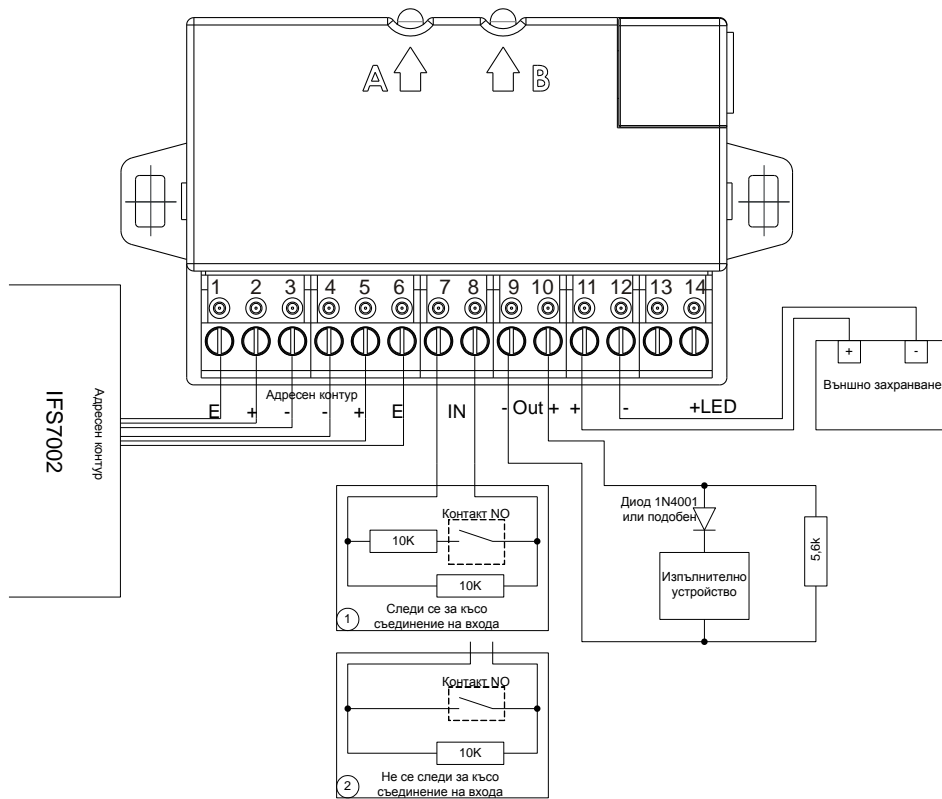 A
B
1 2 3 4 5 6 7 8 9 10 11 12 13 14
Адресен контур
E + - - + E IN - Out + + - +LED
IFS7002
Адресен контур
+ -
Външно захранване
Контакт NO
10K
10K
1
Следи се за късо
съединение на входа
Диод 1N4001
или подобен
Изпълнително
устройство
5,6k
Контакт NO
10K
2
Не се следи за късо
съединение на входа